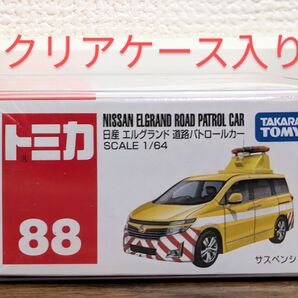 クリアケース入り
トミカ
88
NISSAN ELGRAND ROAD PATROL CAR
日産 エルグランド 道路パトロールカー
SCALE 1/64
TAKARA
TOMY
サスペンシ